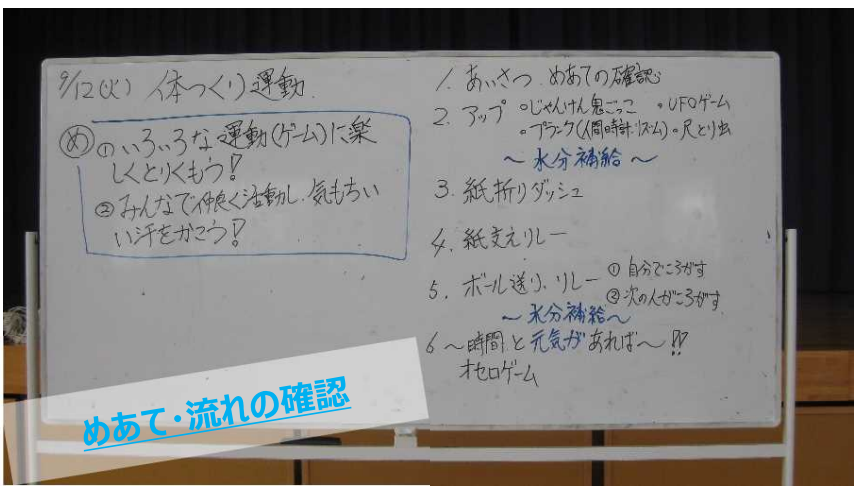 9/12(火) 体つくり運動
め ①いろいろな運動(ゲーム)に楽
しくとりくもう!
②みんなで仲良く活動し、気もちい
い汗をかこう!
1. あいさつ めあての確認
2. アップ ○じゃんけん鬼ごっこ ○UFOゲーム
○プランク(人間時計、リズム) ○尺とり虫
～水分補給～
3. 紙折りダッシュ
4. 紙支えリレー
5. ボール送り、リレー ①自分でころがす
②次の人がころがす
～水分補給～
6 ～時間と元気があれば～!!
オセロゲーム
めあて・流れの確認